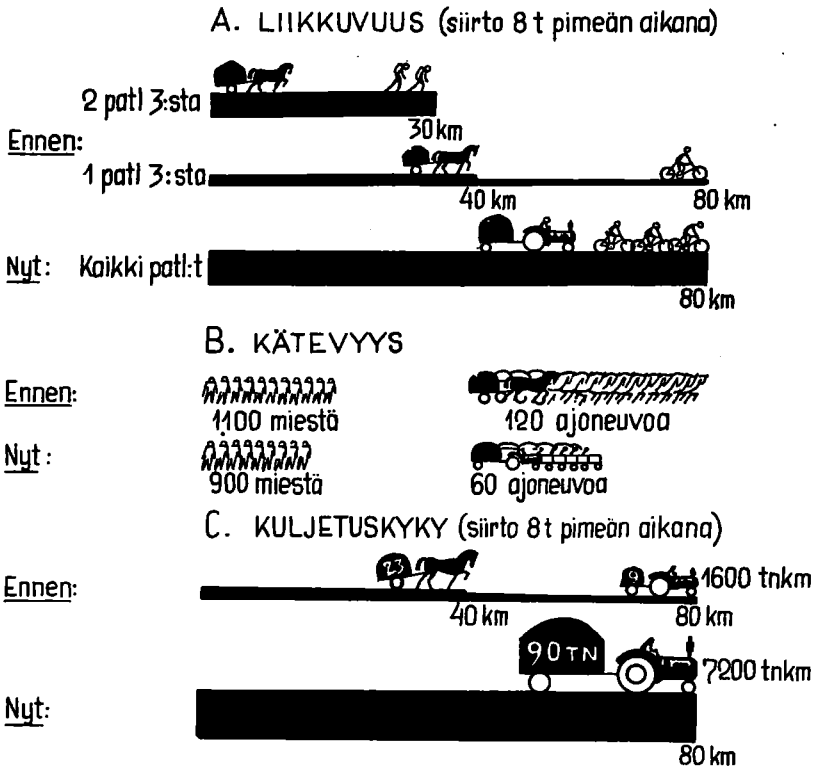 A. LIIKKUVUUS (siirto 8 t pimeän aikana)
2 patl 3:sta
30 km
Ennen:
1 patl 3:sta
40 km 80 km
Nyt: Kaikki patl:t
80 km
B. KÄTEVYYS
Ennen:
1100 miestä 120 ajoneuvoa
Nyt:
900 miestä 60 ajoneuvoa
C. KULJETUSKYKY (siirto 8 t pimeän aikana)
23 9 1600 tnkm
Ennen:
40 km 80 km
90 TN
7200 tnkm
Nyt:
80 km